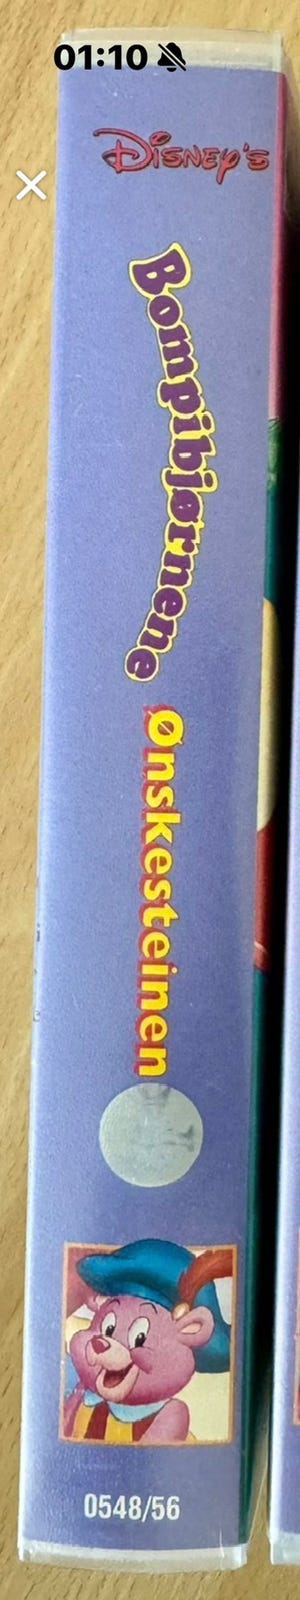 01:10
Disney's
Bompibjørnene
Ønskesteinen
0548/56